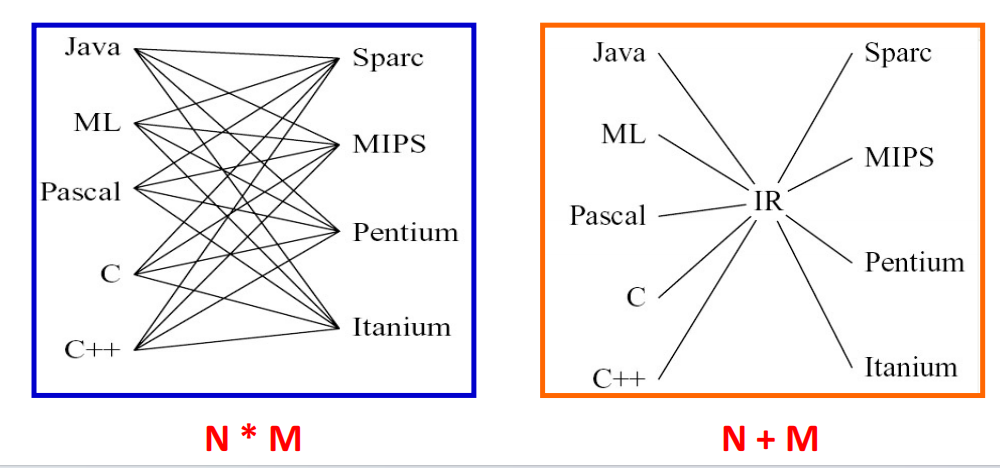 Java
ML
Pascal
C
C++
Sparc
MIPS
Pentium
Itanium
N * M
Java
ML
Pascal
C
C++
IR
Sparc
MIPS
Pentium
Itanium
N + M